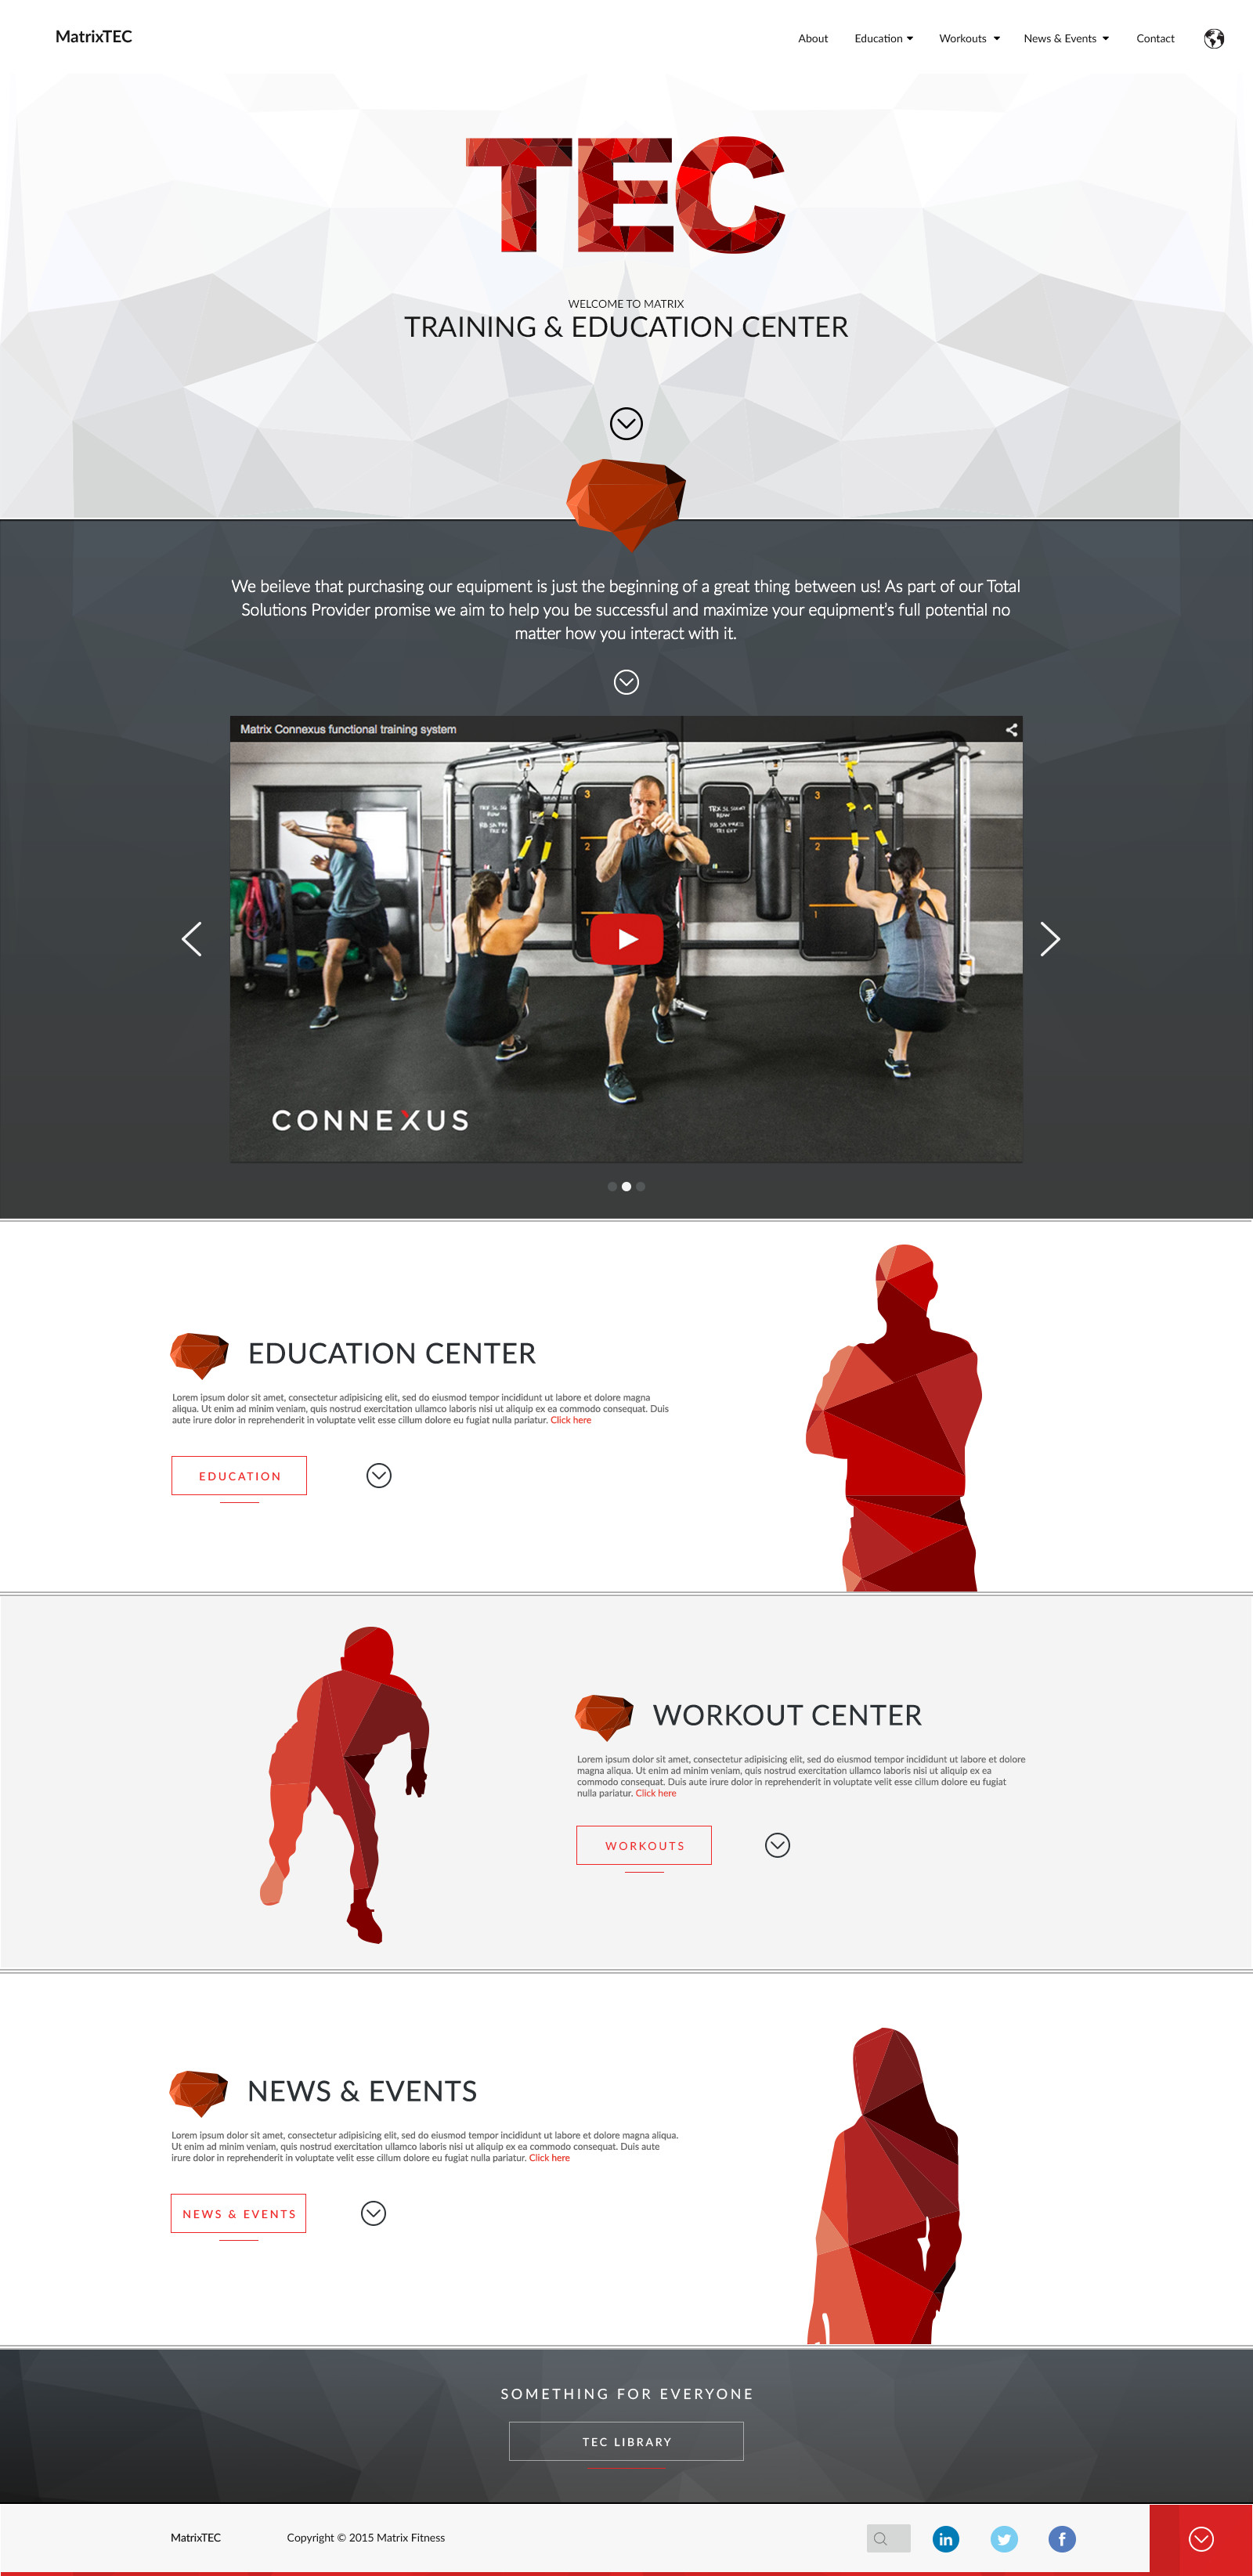 MatrixTEC
About Education Workouts News & Events Contact
TEC
WELCOME TO MATRIX
TRAINING & EDUCATION CENTER
We beileve that purchasing our equipment is just the beginning of a great thing between us! As part of our Total
Solutions Provider promise we aim to help you be successful and maximize your equipment's full potential no
matter how you interact with it.
Matrix Connexus functional training system
3
3
2
2
1
1
CONNEXUS
EDUCATION CENTER
Lorem ipsum dolor sit amet, consectetur adipisicing elit, sed do eiusmod tempor incididunt ut labore et dolore magna
aliqua. Ut enim ad minim veniam, quis nostrud exercitation ullamco laboris nisi ut aliquip ex ea commodo consequat. Duis
aute irure dolor in reprehenderit in voluptate velit esse cillum dolore eu fugiat nulla pariatur. Click here
EDUCATION
WORKOUT CENTER
Lorem ipsum dolor sit amet, consectetur adipisicing elit, sed do eiusmod tempor incididunt ut labore et dolore
magna aliqua. Ut enim ad minim veniam, quis nostrud exercitation ullamco laboris nisi ut aliquip ex ea
commodo consequat. Duis aute irure dolor in reprehenderit in voluptate velit esse cillum dolore eu fugiat
nulla pariatur. Click here
WORKOUTS
NEWS & EVENTS
Lorem ipsum dolor sit amet, consectetur adipisicing elit, sed do eiusmod tempor incididunt ut labore et dolore magna aliqua.
Ut enim ad minim veniam, quis nostrud exercitation ullamco laboris nisi ut aliquip ex ea commodo consequat. Duis aute
irure dolor in reprehenderit in voluptate velit esse cillum dolore eu fugiat nulla pariatur. Click here
NEWS & EVENTS
SOMETHING FOR EVERYONE
TEC LIBRARY
MatrixTEC
Copyright © 2015 Matrix Fitness
in
f